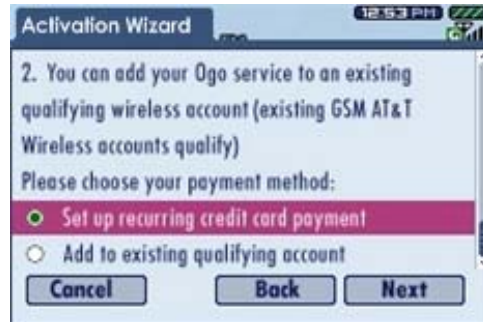 Activation Wizard
12:53 PM
2. You can add your Ogo service to an existing
qualifying wireless account (existing GSM AT&T
Wireless accounts qualify)
Please choose your payment method:
Set up recurring credit card payment
Add to existing qualifying account
Cancel Back Next